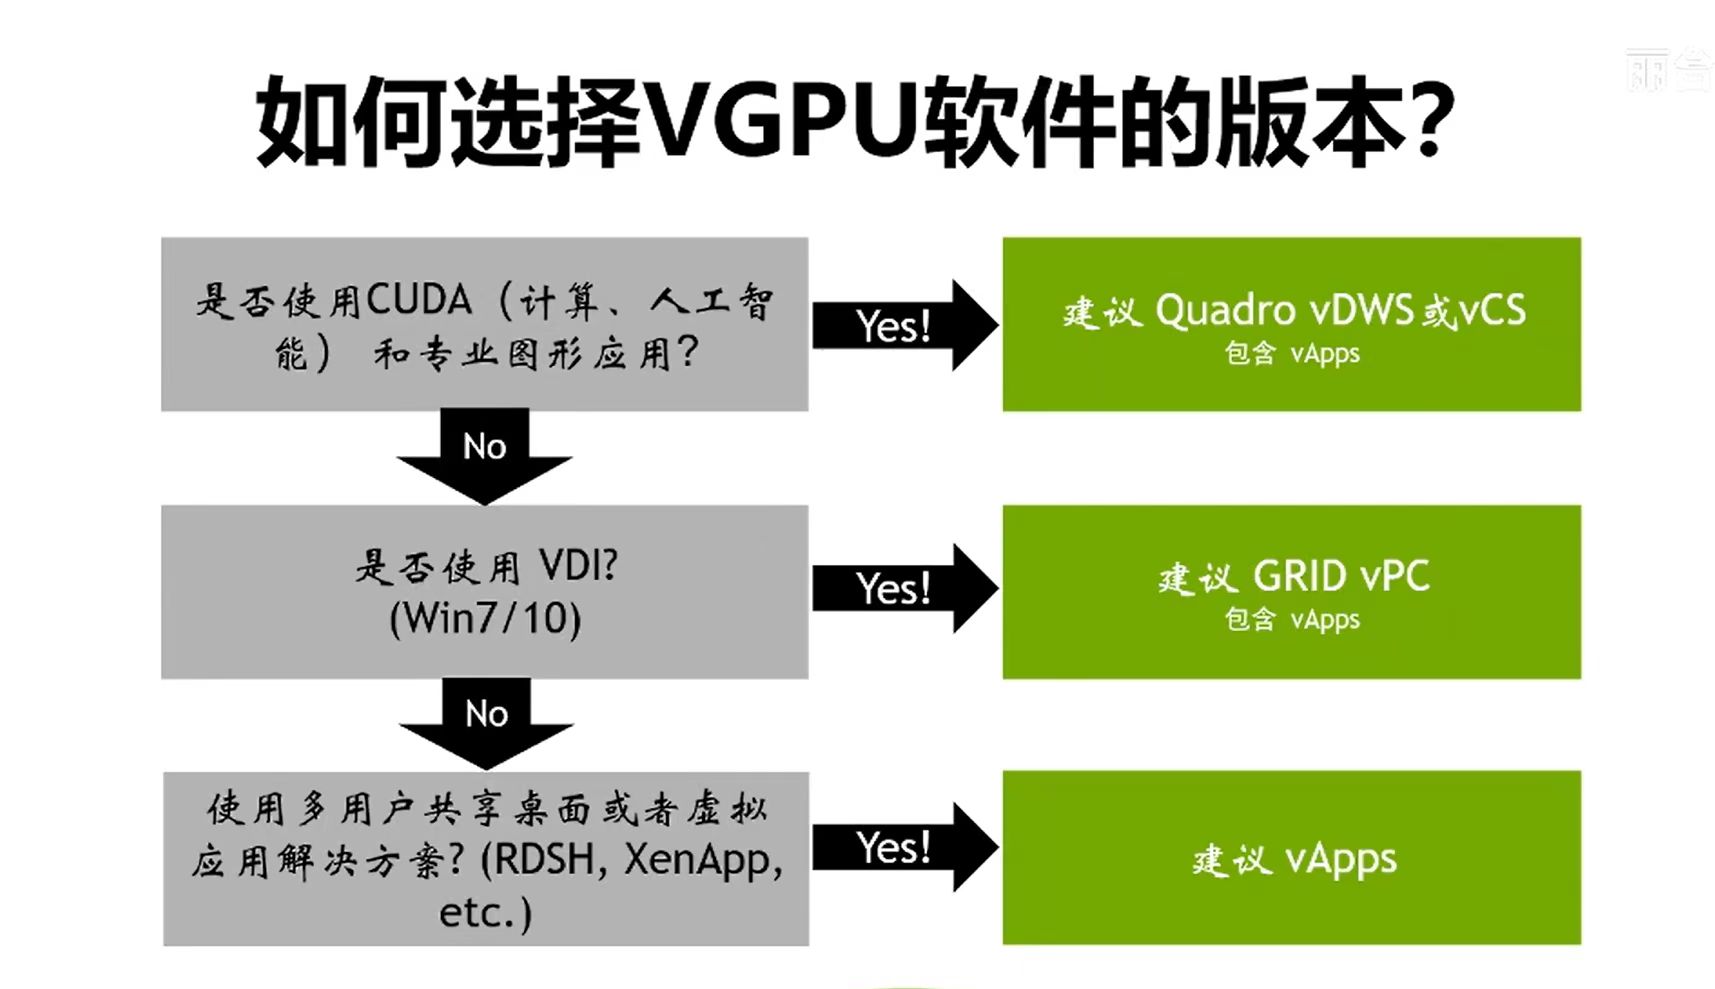 丽台
如何选择VGPU软件的版本？
是否使用CUDA（计算、人工智
能） 和专业图形应用？
Yes!
建议 Quadro vDWS或vCS
包含 vApps
No
是否使用 VDI?
(Win7/10)
Yes!
建议 GRID vPC
包含 vApps
No
使用多用户共享桌面或者虚拟
应用解决方案? (RDSH, XenApp,
etc.)
Yes!
建议 vApps